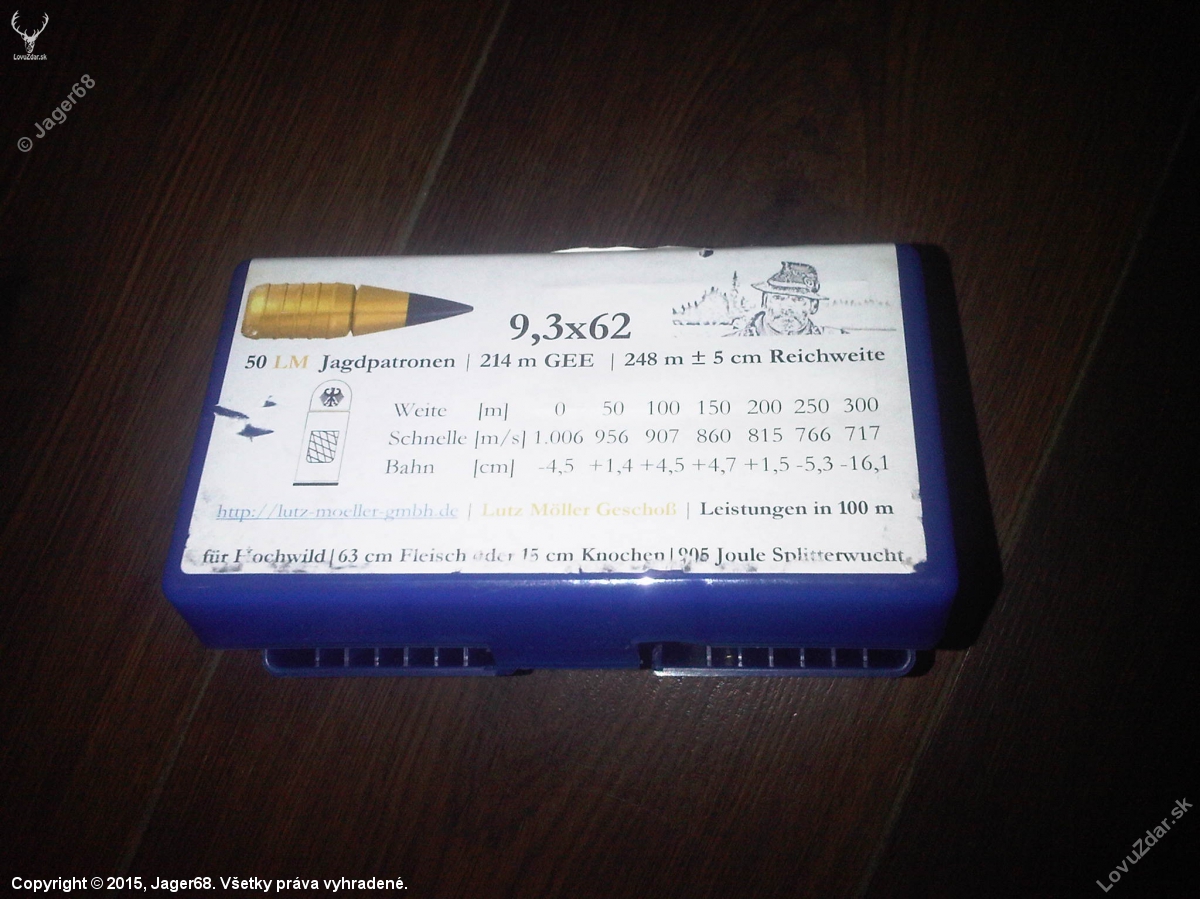 LovuZdar.sk
© Jager68
9,3x62
50 LM Jagdpatronen | 214 m GEE | 248 m ± 5 cm Reichweite
Weite [m] 0 50 100 150 200 250 300
Schnelle [m/s] 1.006 956 907 860 815 766 717
Bahn [cm] -4,5 +1,4 +4,5 +4,7 +1,5 -5,3 -16,1
http://lutz-moeller-gmbh.de | Lutz Möller Geschoß | Leistungen in 100 m
für Hochwild | 63 cm Fleisch oder 15 cm Knochen | 905 Joule Splitterwucht
LovuZdar.sk
Copyright © 2015, Jager68. Všetky práva vyhradené.